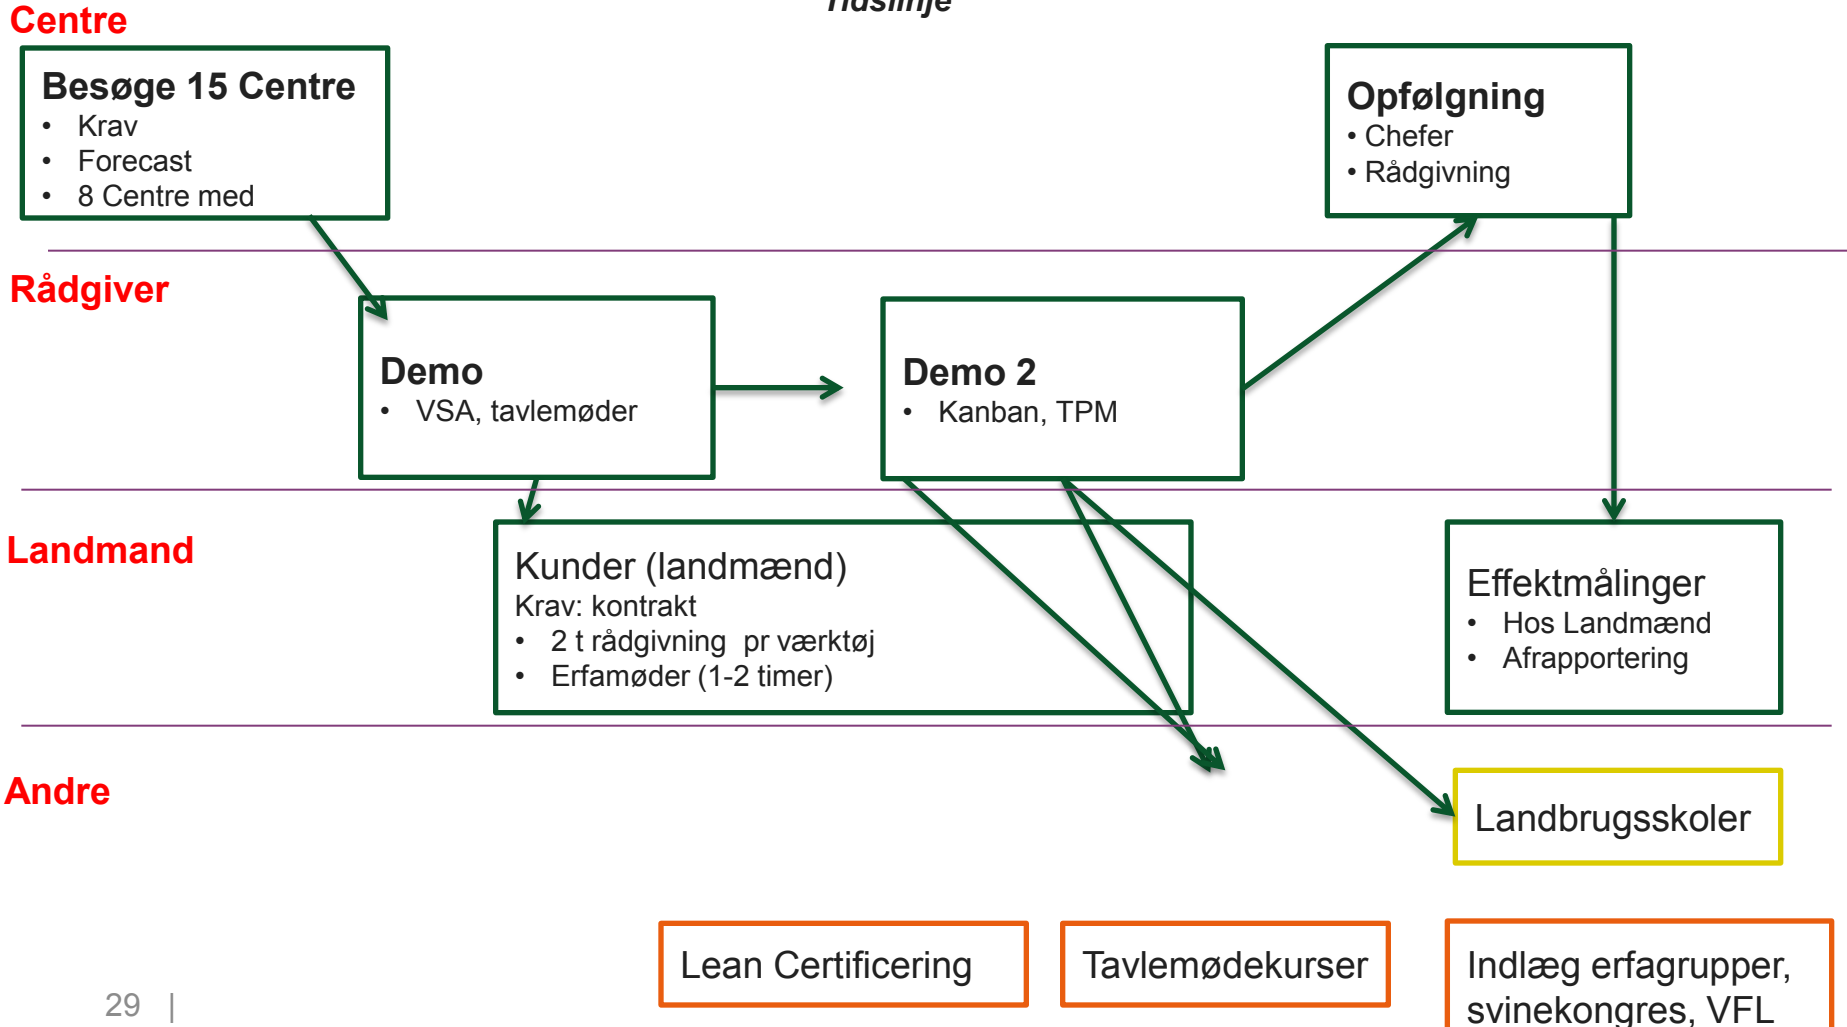 Tidslinje
Centre
Besøge 15 Centre
• Krav
• Forecast
• 8 Centre med
Opfølgning
• Chefer
• Rådgivning
Rådgiver
Demo
• VSA, tavlemøder
Demo 2
• Kanban, TPM
Landmand
Kunder (landmænd)
Krav: kontrakt
• 2 t rådgivning  pr værktøj
• Erfamøder (1-2 timer)
Effektmålinger
• Hos Landmænd
• Afrapportering
Andre
Landbrugsskoler
Lean Certificering
Tavlemødekurser
Indlæg erfagrupper,
svinekongres, VFL
29 |